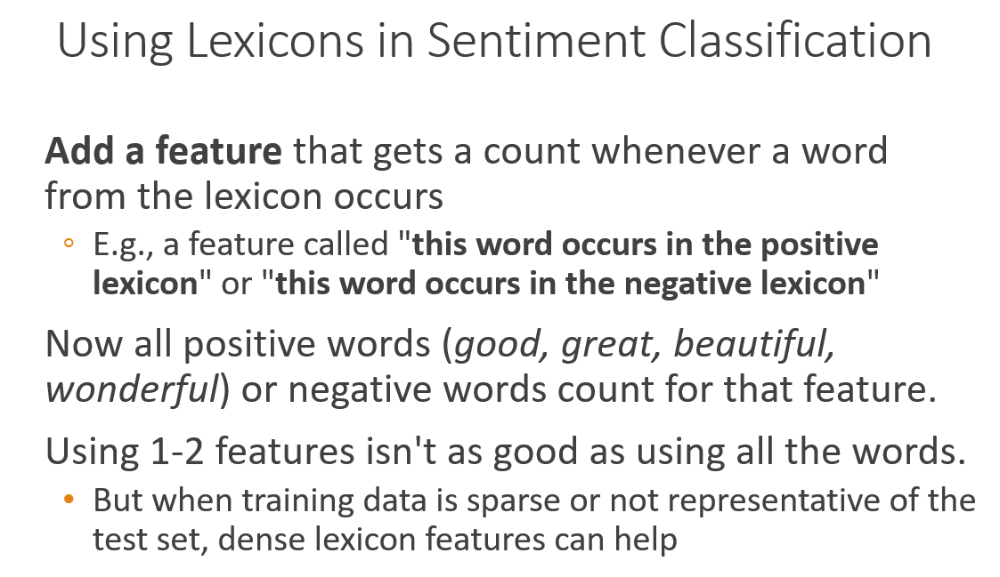 Using Lexicons in Sentiment Classification
Add a feature that gets a count whenever a word
from the lexicon occurs
◦ E.g., a feature called "this word occurs in the positive
lexicon" or "this word occurs in the negative lexicon"
Now all positive words (good, great, beautiful,
wonderful) or negative words count for that feature.
Using 1-2 features isn't as good as using all the words.
• But when training data is sparse or not representative of the
test set, dense lexicon features can help